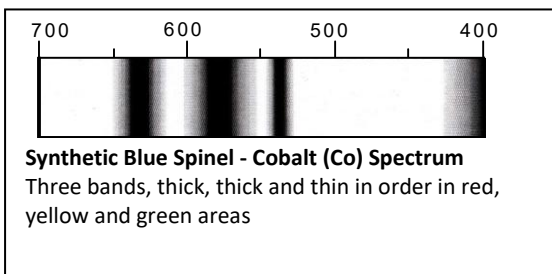 700 600 500 400
Synthetic Blue Spinel - Cobalt (Co) Spectrum
Three bands, thick, thick and thin in order in red,
yellow and green areas